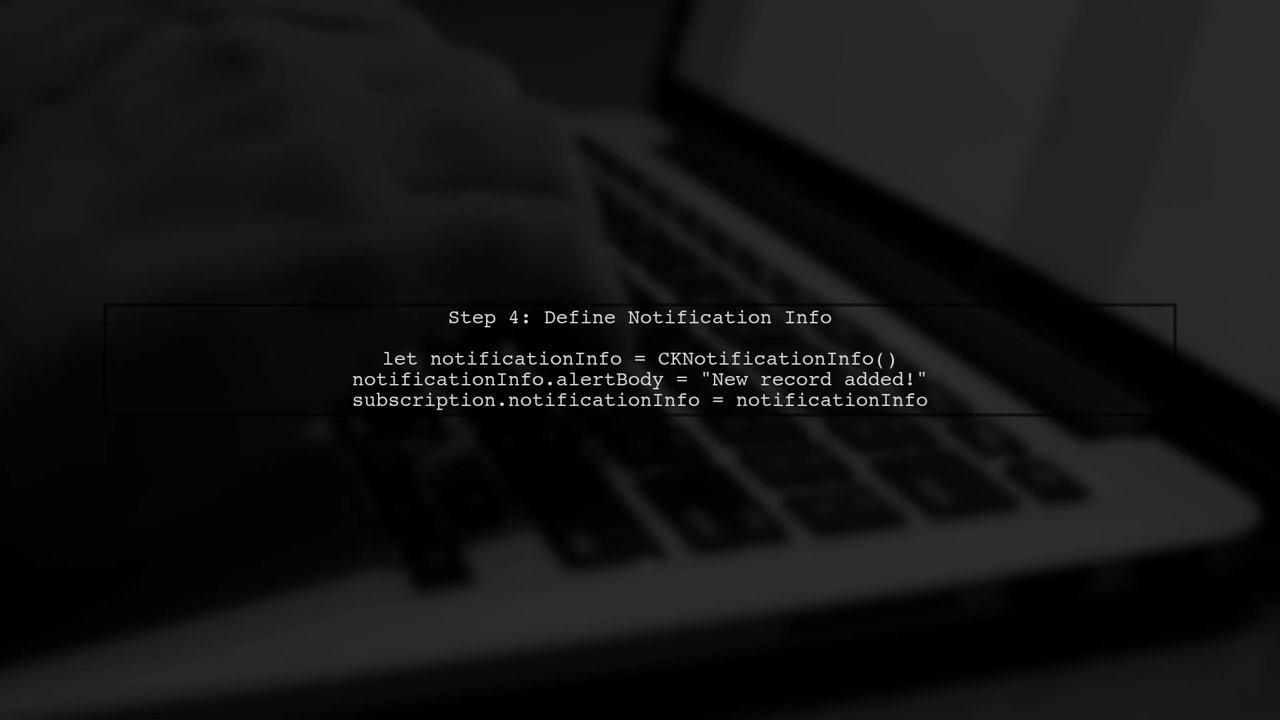 Step 4: Define Notification Info
let notificationInfo = CKNotificationInfo()
notificationInfo.alertBody = "New record added!"
subscription.notificationInfo = notificationInfo